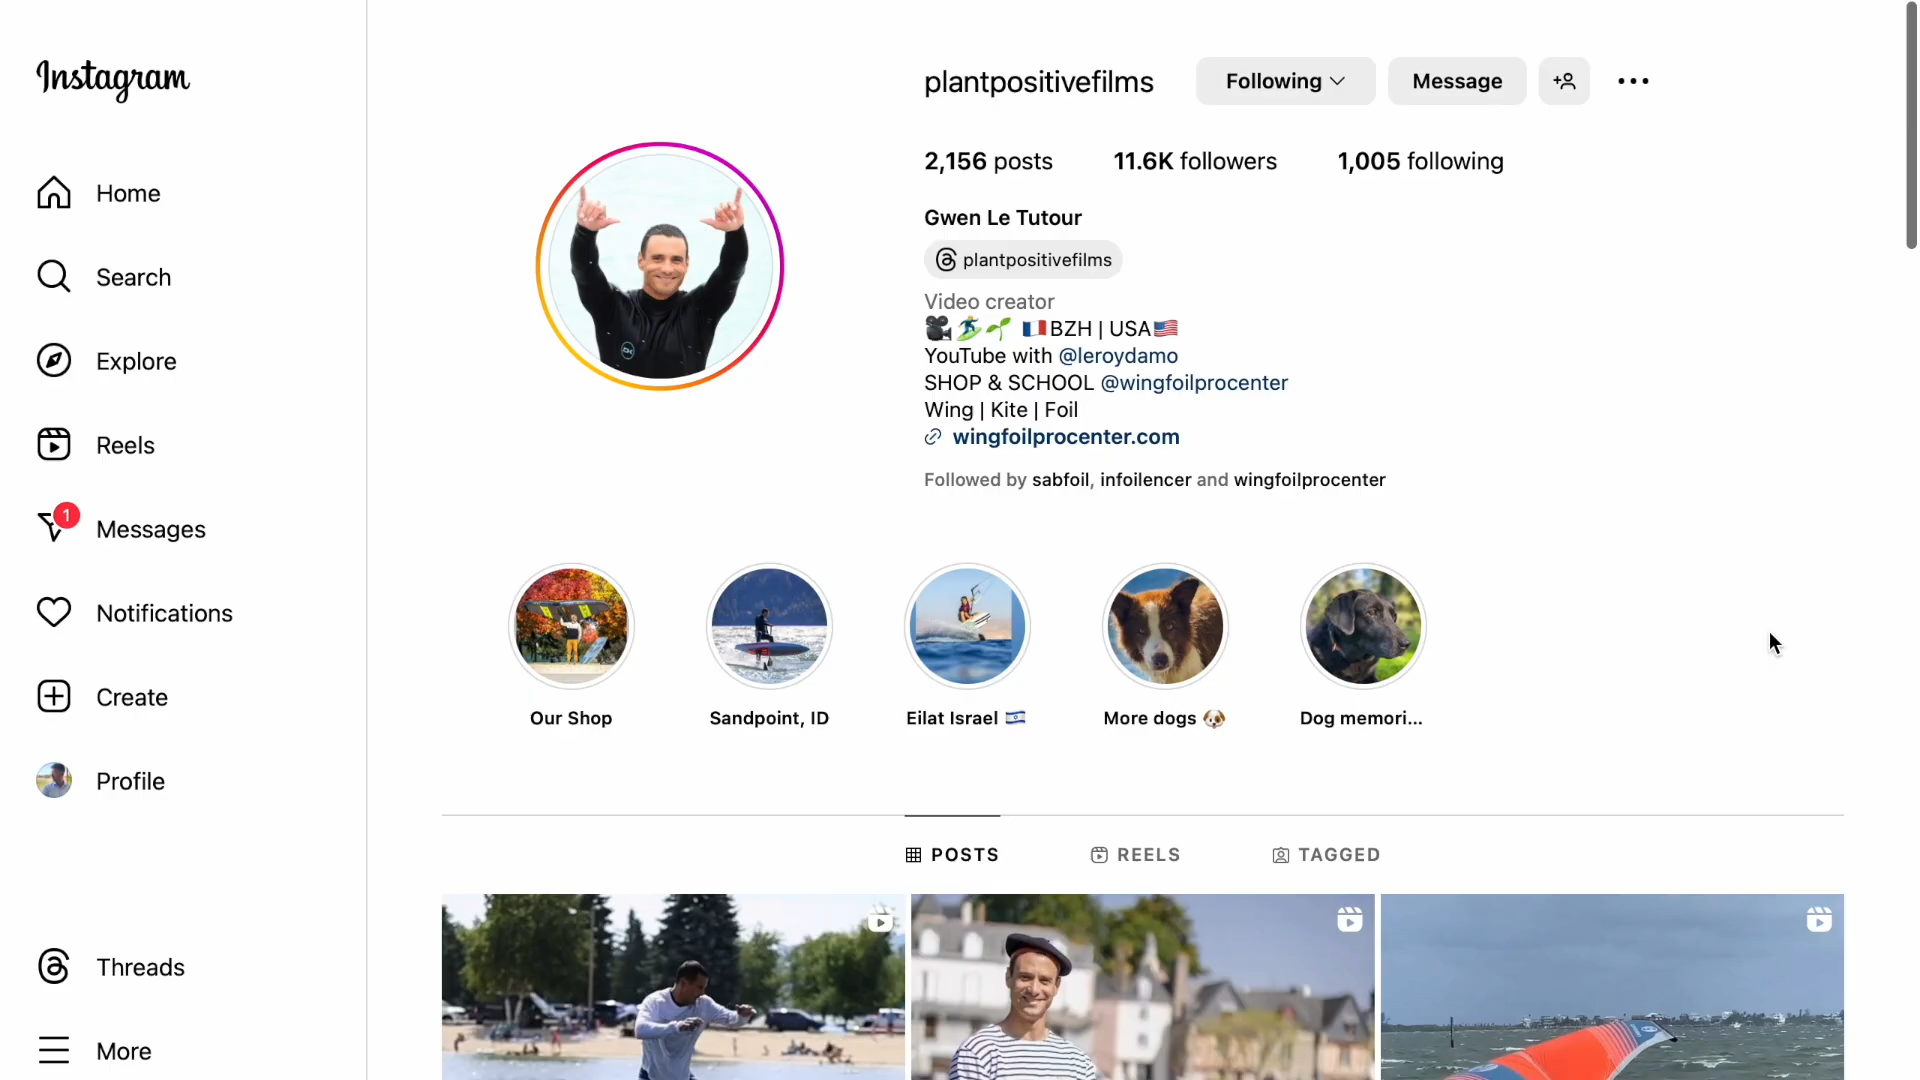 Instagram
Home
Search
Explore
Reels
1
Messages
Notifications
Create
Profile
Threads
More
plantpositivefilms
Following
Message
2,156 posts
11.6K followers
1,005 following
Gwen Le Tutour
plantpositivefilms
Video creator
🎥🏄‍♂️🌱 🇫🇷BZH | USA🇺🇸
YouTube with @leroydamo
SHOP & SCHOOL @wingfoilprocenter
Wing | Kite | Foil
wingfoilprocenter.com
Followed by sabfoil, infoilencer and wingfoilprocenter
Our Shop
Sandpoint, ID
Eilat Israel 🇮🇱
More dogs 🐶
Dog memori...
POSTS
REELS
TAGGED